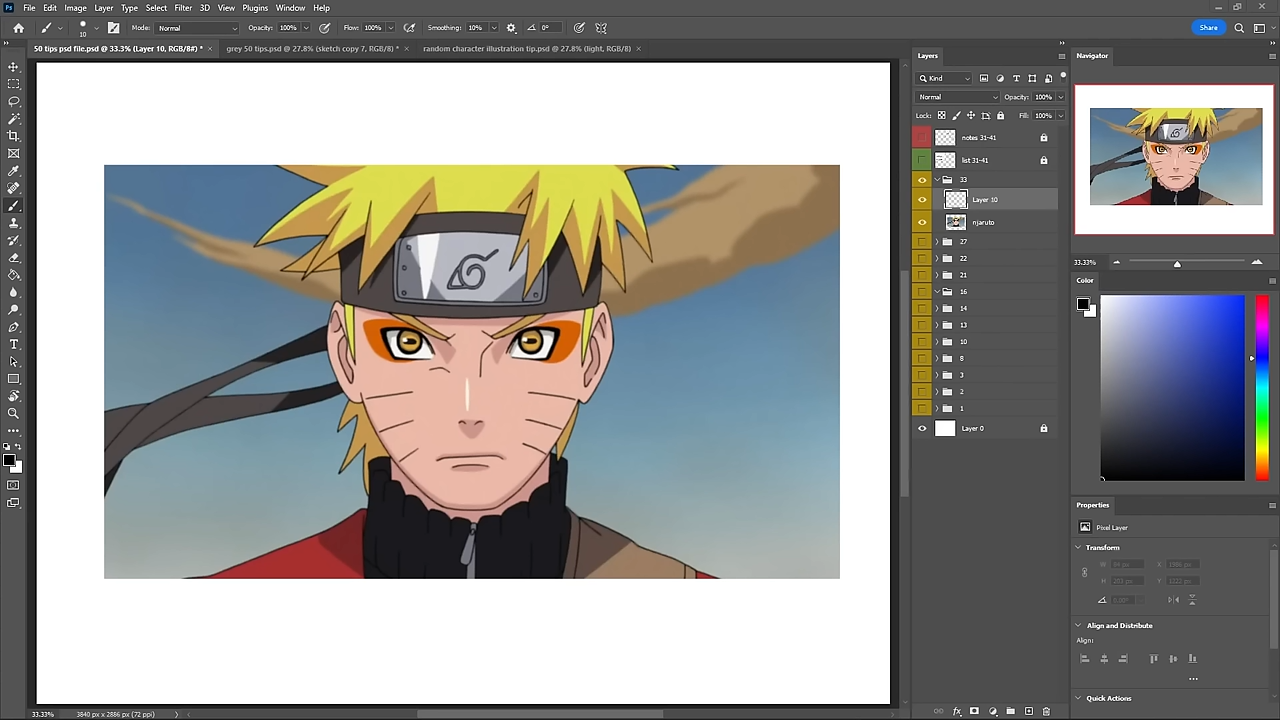 File Edit Image Layer Type Select Filter 3D View Plugins Window Help
10 Mode: Normal Opacity: 100% Flow: 100% Smoothing: 10% 0° Share
50 tips psd file.psd @ 33.3% (Layer 10, RGB/8#) * × grey 50 tips.psd @ 27.8% (sketch copy 7, RGB/8) * × random character illustration tip.psd @ 27.8% (light, RGB/8) ×
Layers
Kind
Normal Opacity: 100%
Lock: Fill: 100%
notes 31-41
list 31-41
33
Layer 10
njaruto
27
22
21
16
14
13
10
8
3
2
1
Layer 0
Navigator
33.33%
Color
Properties
Pixel Layer
Transform
W
H
X
Y
0.00°
Align and Distribute
Align:
Quick Actions
33.33% 3840 px x 2886 px (72 ppi)